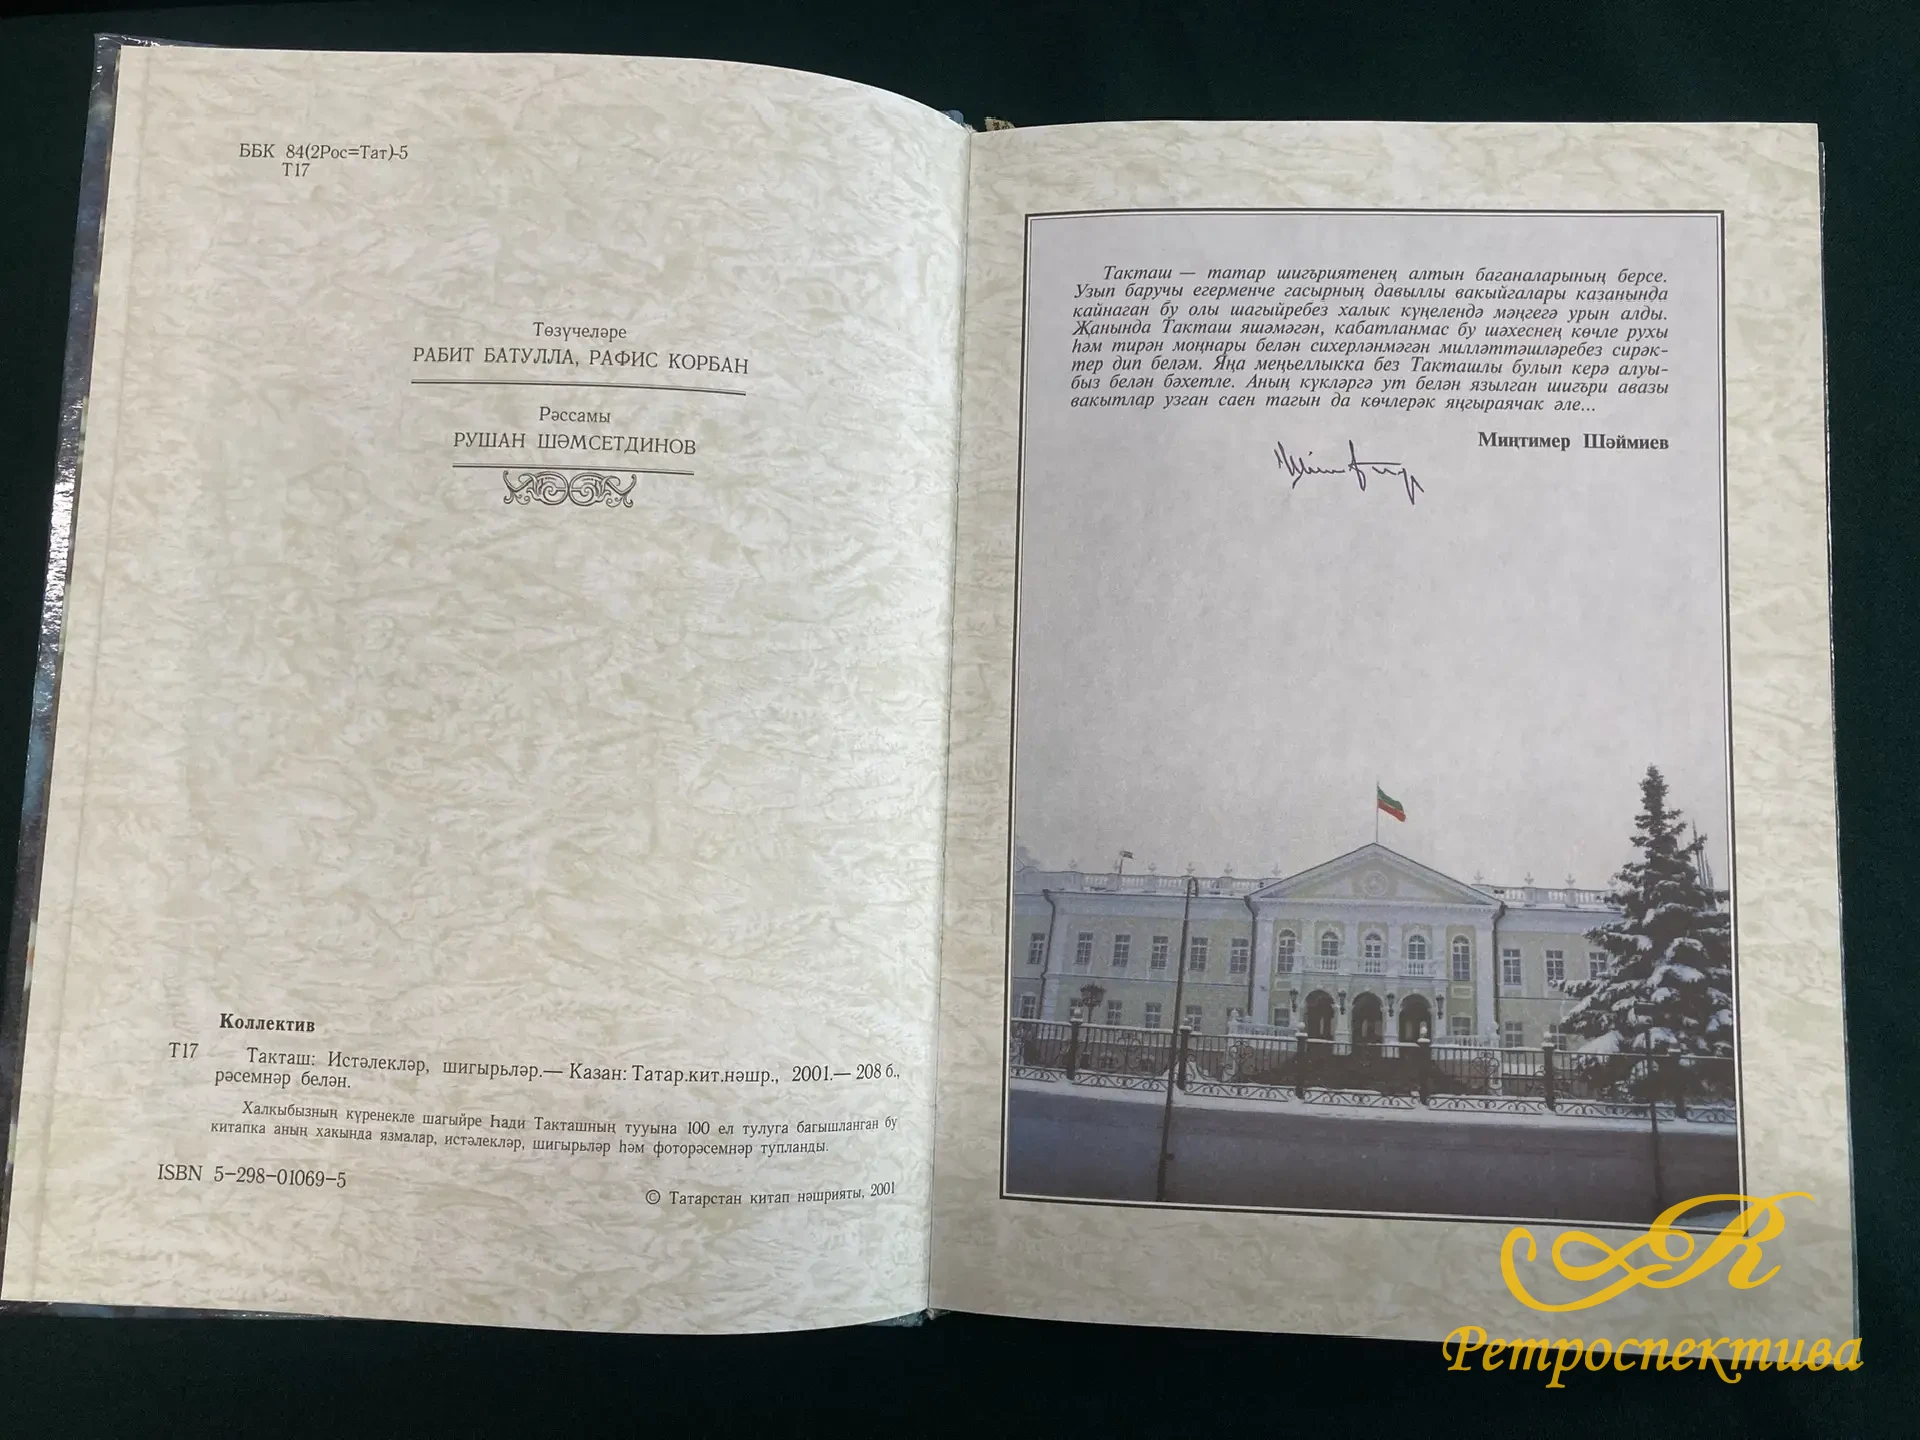 ББК 84(2Рос=Тат)-5
Т17
Төзүчеләре
РАБИТ БАТУЛЛА, РАФИС КОРБАН
Рәссамы
РУШАН ШӘМСЕТДИНОВ
Коллектив
Т17 Такташ: Истәлекләр, шигырьләр.— Казан: Татар.кит.нәшр., 2001.— 208 б.,
рәсемнәр белән.
Халкыбызның күренекле шагыйре Һади Такташның тууына 100 ел тулуга багышланган бу
китапка аның хакында язмалар, истәлекләр, шигырьләр һәм фоторәсемнәр тупланды.
ISBN 5-298-01069-5
© Татарстан китап нәшрияты, 2001
Такташ — татар шигъриятенең алтын баганаларының берсе.
Узып баручы егерменче гасырның давыллы вакыйгалары казанында
кайнаган бу олы шагыйребез халык күңелендә мәңгегә урын алды.
Җанында Такташ яшәмәгән, кабатланмас бу шәхеснең көчле рухы
һәм тирән моңнары белән сихерләнмәгән милләттәшләребез сирәк-
тер дип беләм. Яңа меңьеллыкка без Такташлы булып керә алуы-
быз белән бәхетле. Аның күкләргә ут белән язылган шигъри авазы
вакытлар узган саен тагын да көчлерәк яңгыраячак әле...
Миңтимер Шәймиев
R
Ретроспектива